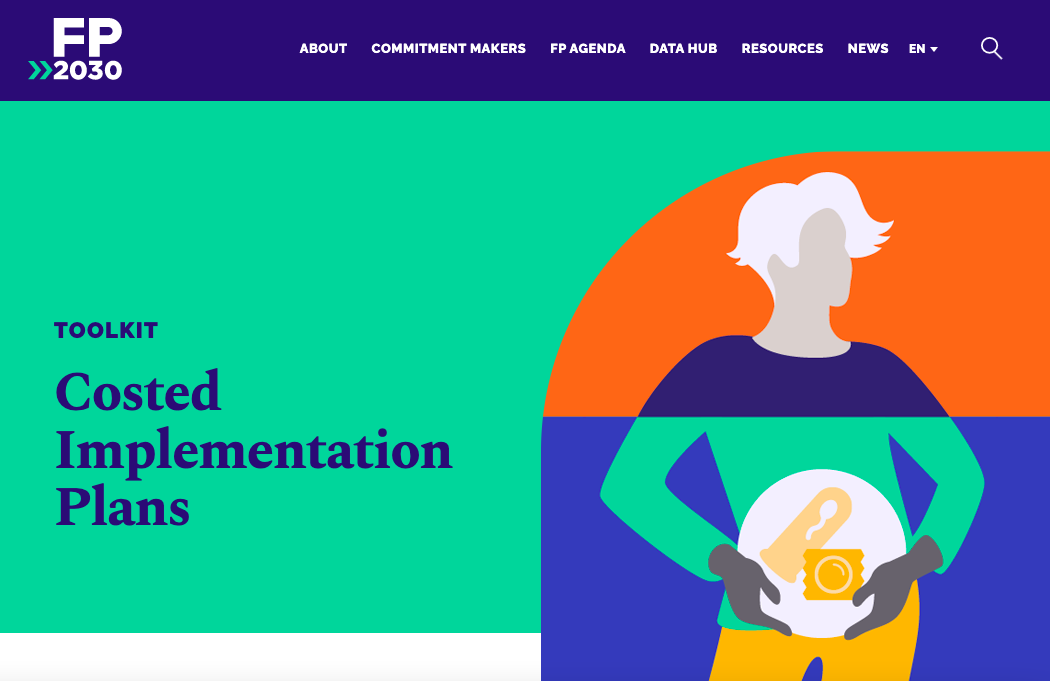 FP
2030
ABOUT COMMITMENT MAKERS FP AGENDA DATA HUB RESOURCES NEWS EN
TOOLKIT
Costed
Implementation
Plans